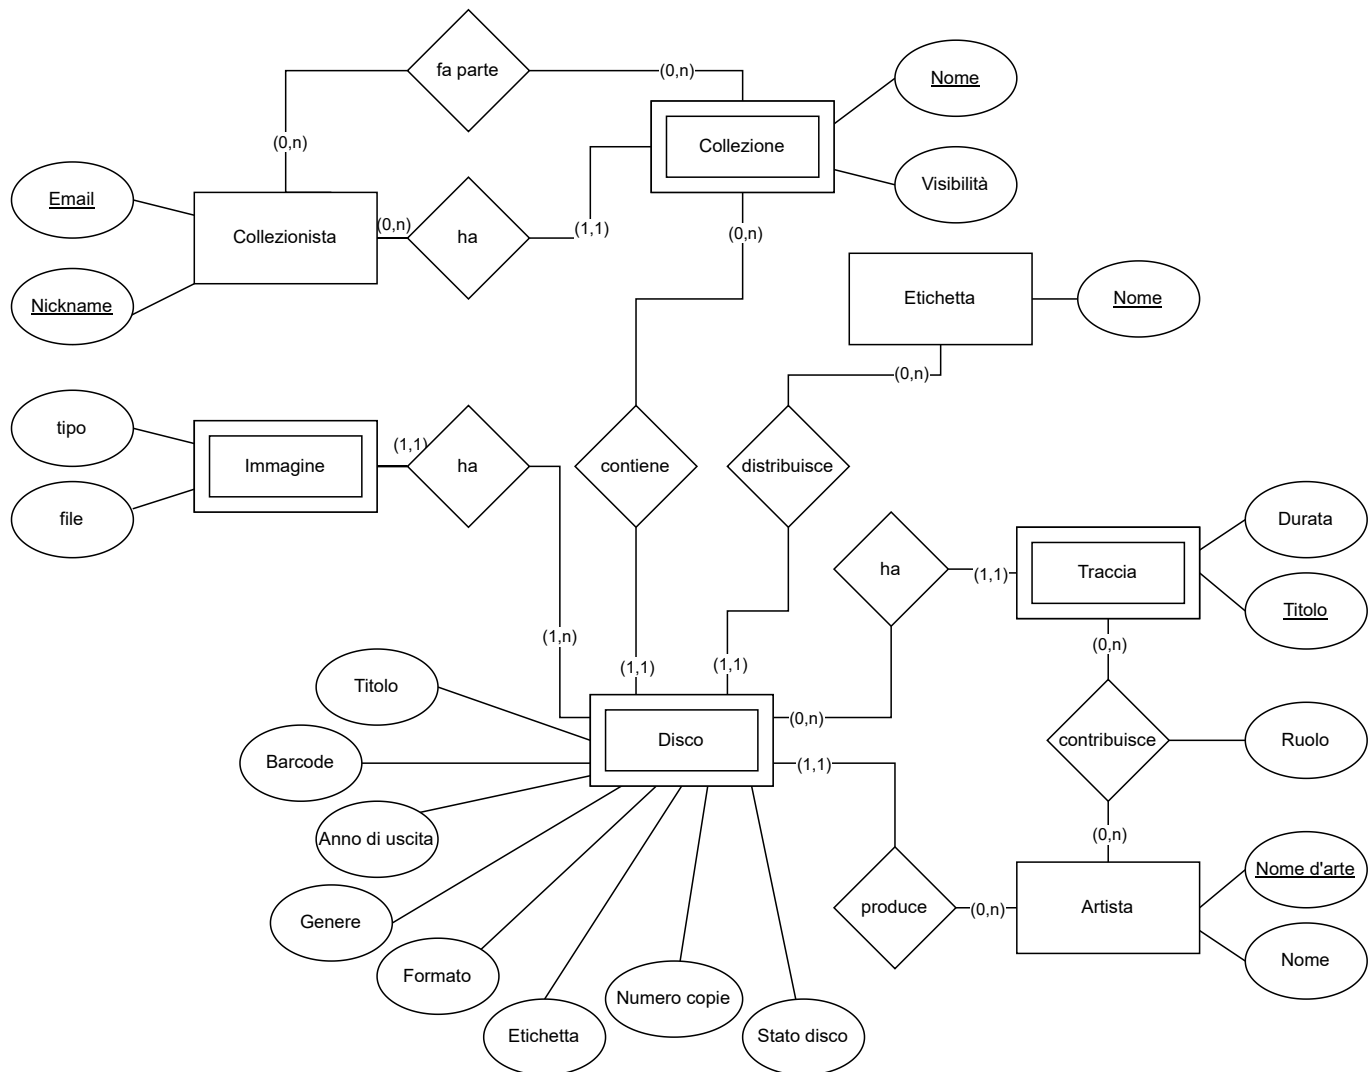 fa parte
(0,n)
Nome
(0,n)
Collezione
Visibilità
Email
Collezionista
(0,n)
ha
(1,1)
(0,n)
Nickname
Etichetta
Nome
(0,n)
tipo
(1,1)
Immagine
ha
contiene
distribuisce
file
Durata
ha
(1,1)
Traccia
Titolo
(1,n)
(0,n)
(1,1)
(1,1)
Titolo
(0,n)
Disco
contribuisce
Ruolo
Barcode
(1,1)
Anno di uscita
(0,n)
Nome d'arte
Genere
produce
(0,n)
Artista
Nome
Formato
Numero copie
Etichetta
Stato disco